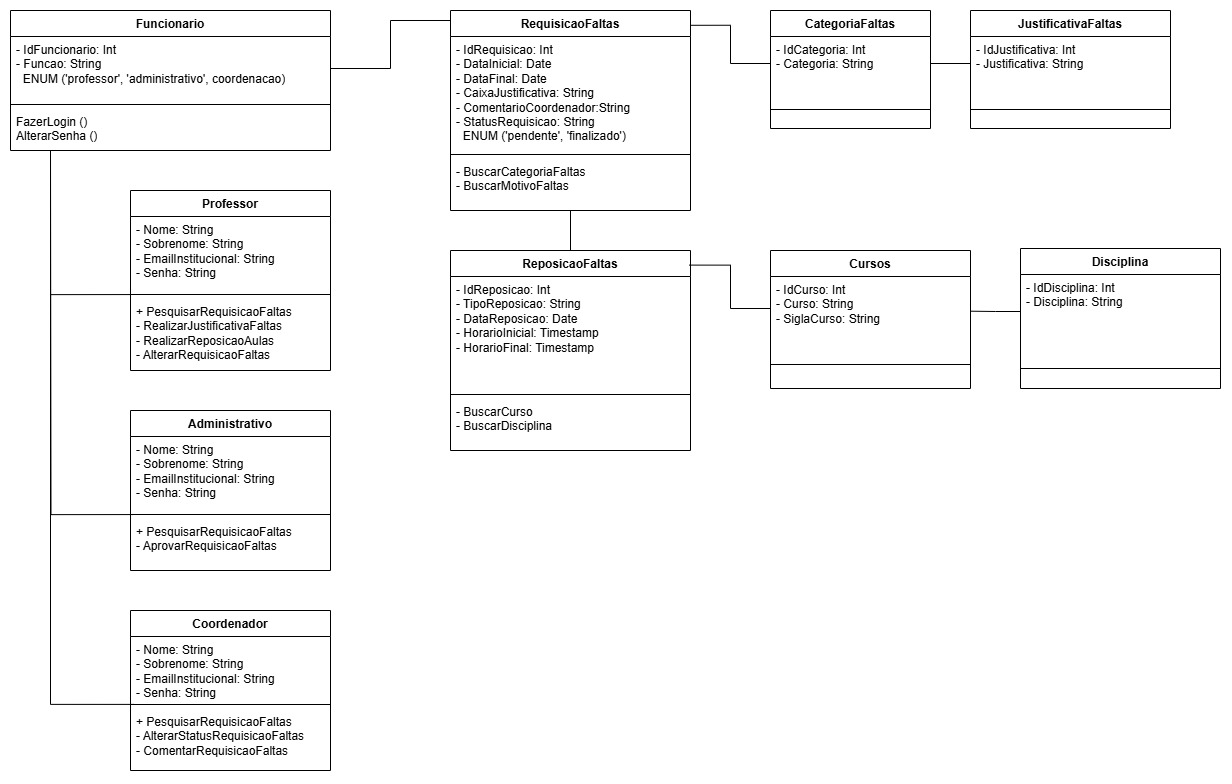 Funcionario
- IdFuncionario: Int
- Funcao: String
ENUM ('professor', 'administrativo', coordenacao)
FazerLogin ()
AlterarSenha ()
RequisicaoFaltas
- IdRequisicao: Int
- DataInicial: Date
- DataFinal: Date
- CaixaJustificativa: String
- ComentarioCoordenador:String
- StatusRequisicao: String
ENUM ('pendente', 'finalizado')
- BuscarCategoriaFaltas
- BuscarMotivoFaltas
CategoriaFaltas
- IdCategoria: Int
- Categoria: String
JustificativaFaltas
- IdJustificativa: Int
- Justificativa: String
Professor
- Nome: String
- Sobrenome: String
- EmailInstitucional: String
- Senha: String
+ PesquisarRequisicaoFaltas
- RealizarJustificativaFaltas
- RealizarReposicaoAulas
- AlterarRequisicaoFaltas
ReposicaoFaltas
- IdReposicao: Int
- TipoReposicao: String
- DataReposicao: Date
- HorarioInicial: Timestamp
- HorarioFinal: Timestamp
- BuscarCurso
- BuscarDisciplina
Cursos
- IdCurso: Int
- Curso: String
- SiglaCurso: String
Disciplina
- IdDisciplina: Int
- Disciplina: String
Administrativo
- Nome: String
- Sobrenome: String
- EmailInstitucional: String
- Senha: String
+ PesquisarRequisicaoFaltas
- AprovarRequisicaoFaltas
Coordenador
- Nome: String
- Sobrenome: String
- EmailInstitucional: String
- Senha: String
+ PesquisarRequisicaoFaltas
- AlterarStatusRequisicaoFaltas
- ComentarRequisicaoFaltas